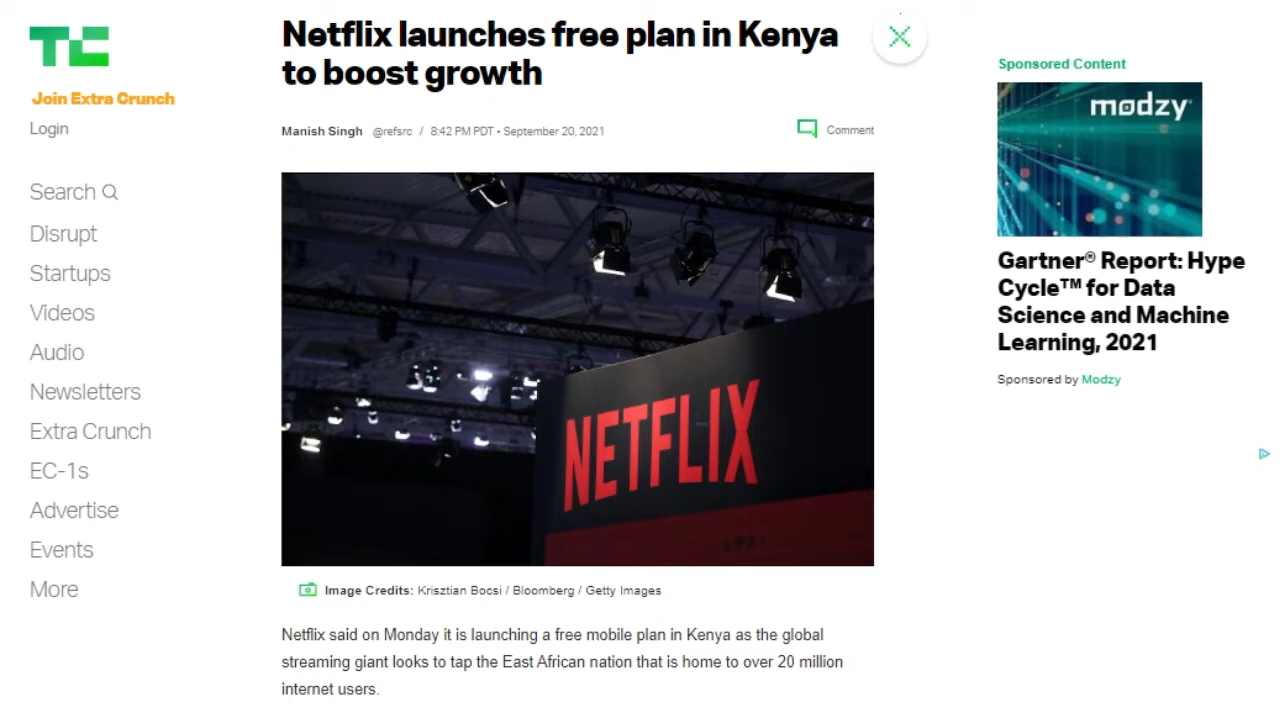 TC
Join Extra Crunch
Login
Search
Disrupt
Startups
Videos
Audio
Newsletters
Extra Crunch
EC-1s
Advertise
Events
More
Netflix launches free plan in Kenya
to boost growth
Manish Singh @refsrc / 8:42 PM PDT • September 20, 2021
Comment
NETFLIX
Image Credits: Krisztian Bocsi / Bloomberg / Getty Images
Netflix said on Monday it is launching a free mobile plan in Kenya as the global
streaming giant looks to tap the East African nation that is home to over 20 million
internet users.
Sponsored Content
modzy
Gartner® Report: Hype
Cycle™ for Data
Science and Machine
Learning, 2021
Sponsored by Modzy